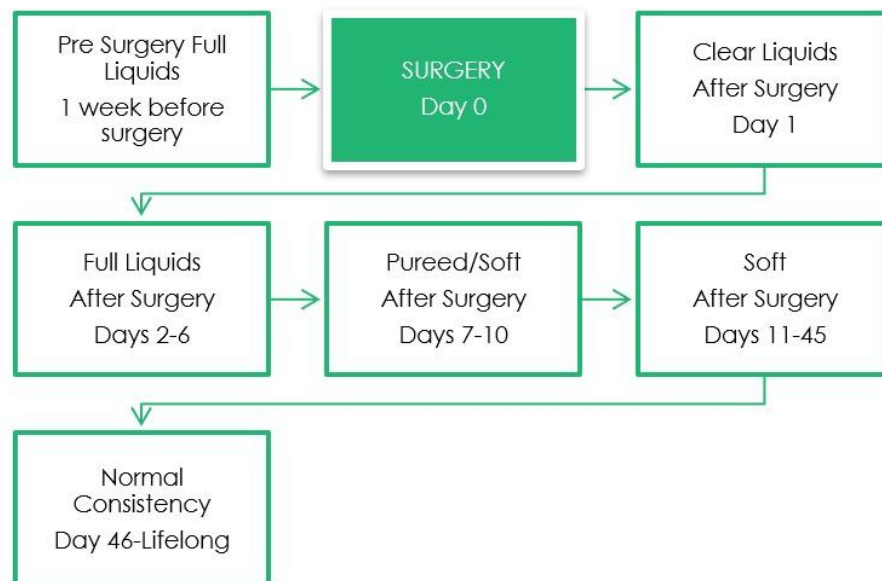 Pre Surgery Full
Liquids
1 week before
surgery
SURGERY
Day 0
Clear Liquids
After Surgery
Day 1
Full Liquids
After Surgery
Days 2-6
Pureed/Soft
After Surgery
Days 7-10
Soft
After Surgery
Days 11-45
Normal
Consistency
Day 46-Lifelong